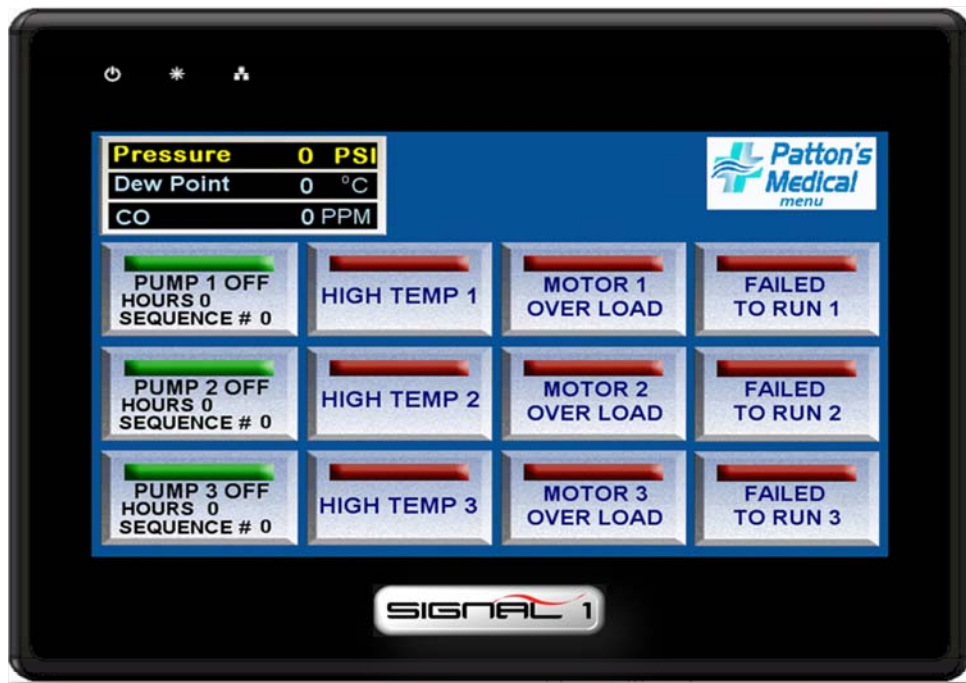 Pressure 0 PSI
Dew Point 0 °C
CO 0 PPM
Patton's
Medical
menu
PUMP 1 OFF
HOURS 0
SEQUENCE # 0
HIGH TEMP 1
MOTOR 1
OVER LOAD
FAILED
TO RUN 1
PUMP 2 OFF
HOURS 0
SEQUENCE # 0
HIGH TEMP 2
MOTOR 2
OVER LOAD
FAILED
TO RUN 2
PUMP 3 OFF
HOURS 0
SEQUENCE # 0
HIGH TEMP 3
MOTOR 3
OVER LOAD
FAILED
TO RUN 3
SIGNAL 1